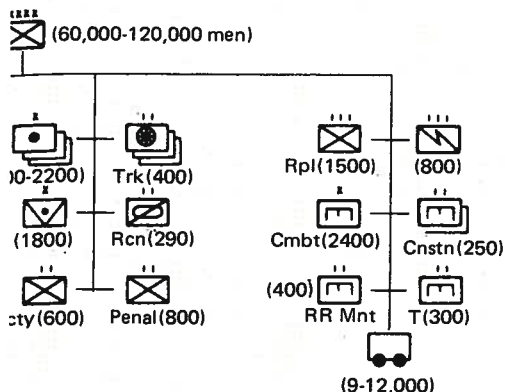 (60,000-120,000 men)
00-2200) Trk(400)
Rpl(1500) (800)
(1800) Rcn(290)
Cmbt(2400) Cnstn(250)
cty(600) Penal(800)
(400) RR Mnt T(300)
(9-12,000)